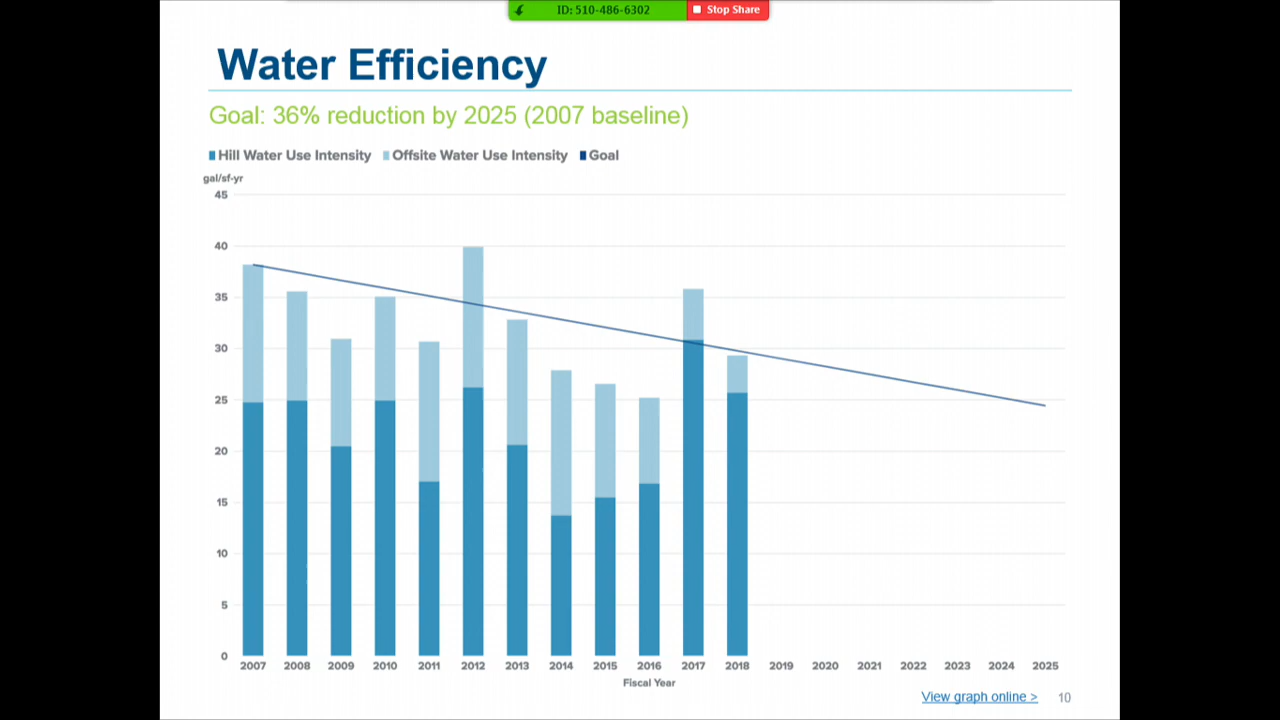 ID: 510-486-6302 Stop Share
Water Efficiency
Goal: 36% reduction by 2025 (2007 baseline)
Hill Water Use Intensity Offsite Water Use Intensity Goal
gal/sf-yr
45
40
35
30
25
20
15
10
5
0
2007 2008 2009 2010 2011 2012 2013 2014 2015 2016 2017 2018 2019 2020 2021 2022 2023 2024 2025
Fiscal Year
View graph online > 10